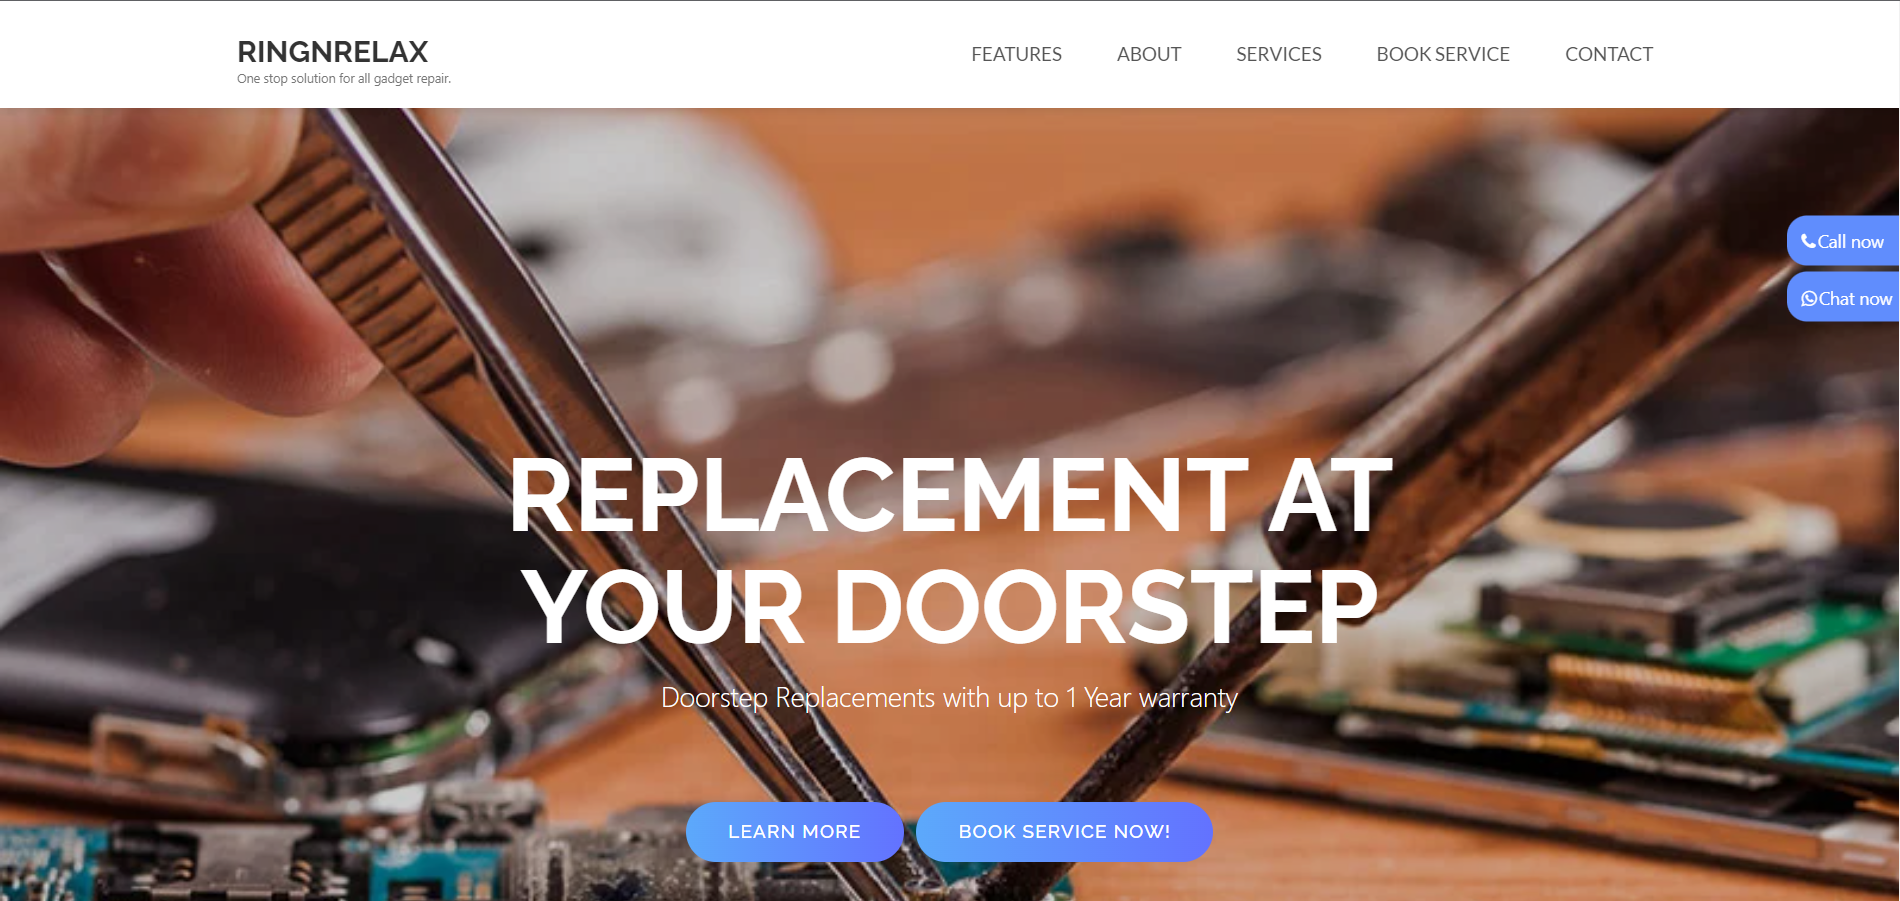 RINGNRELAX
One stop solution for all gadget repair.
FEATURES ABOUT SERVICES BOOK SERVICE CONTACT
Call now
Chat now
REPLACEMENT AT
YOUR DOORSTEP
Doorstep Replacements with up to 1 Year warranty
LEARN MORE BOOK SERVICE NOW!